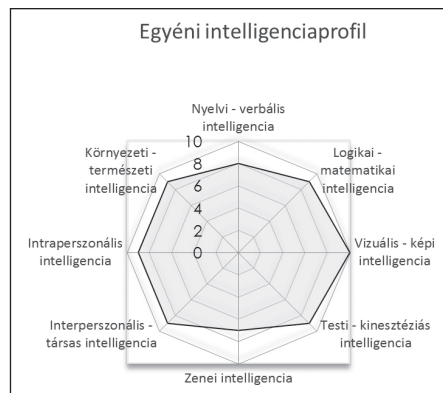 Egyéni intelligenciaprofil
Nyelvi - verbális
intelligencia
Logikai -
matematikai
intelligencia
Vizuális - képi
intelligencia
Testi - kinesztéziás
intelligencia
Zenei intelligencia
Interperszonális -
társas intelligencia
Intraperszonális
intelligencia
Környezeti -
természeti
intelligencia
10
8
6
4
2
0